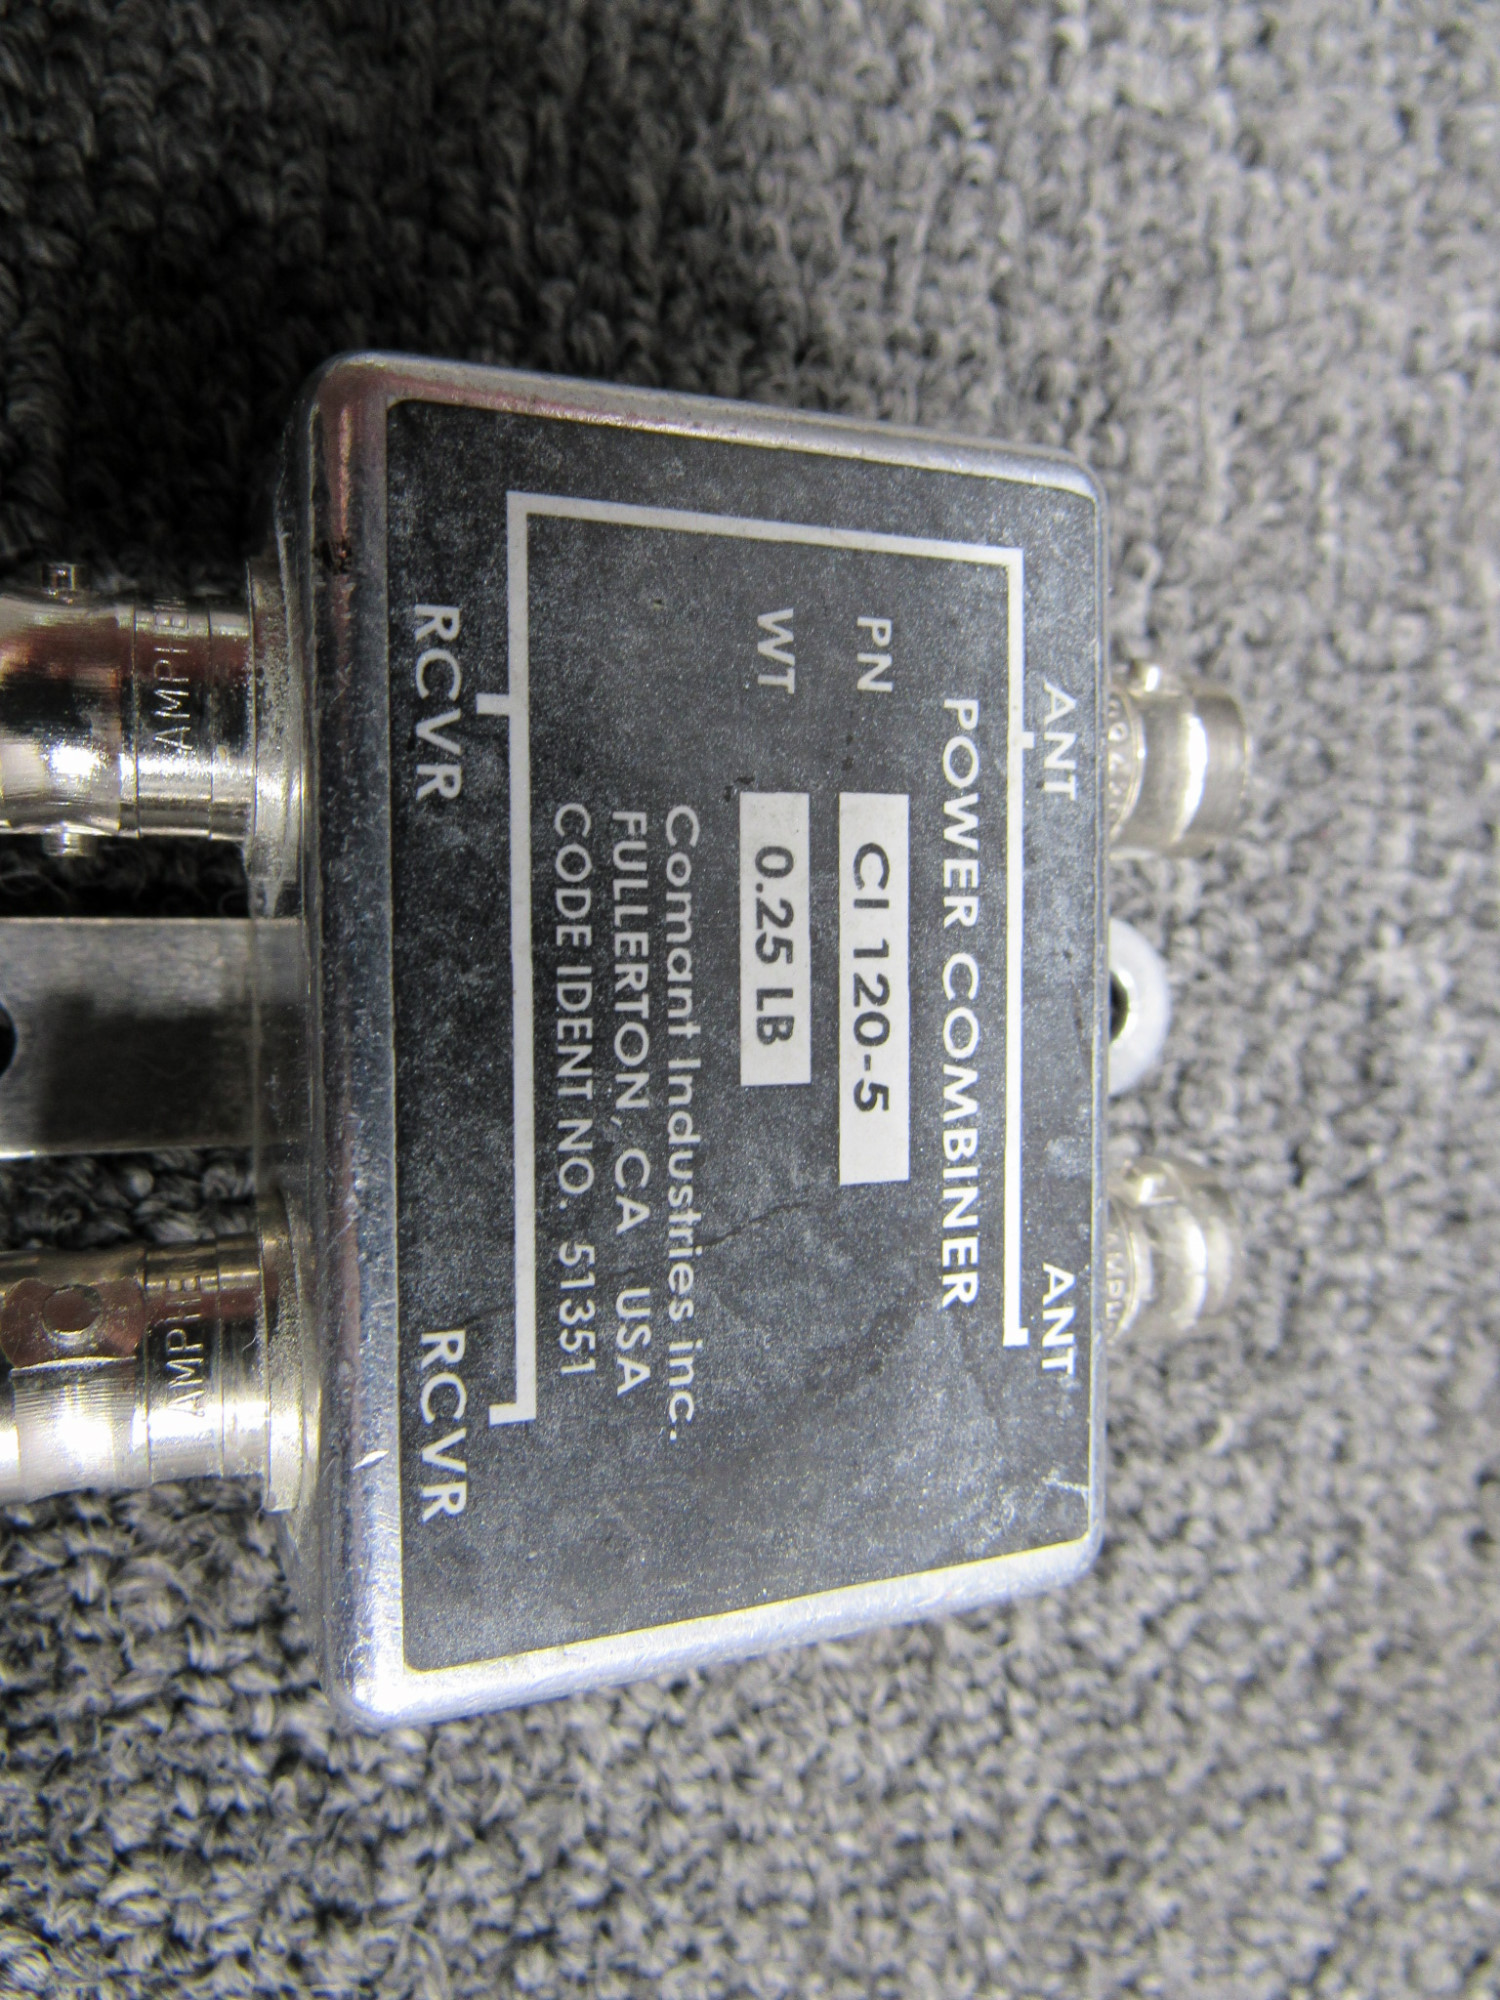 ANT ANT
POWER COMBINER
PN CI 120-5
WT 0.25 LB
Comant Industries inc.
FULLERTON, CA USA
CODE IDENT NO. 51351
RCVR RCVR